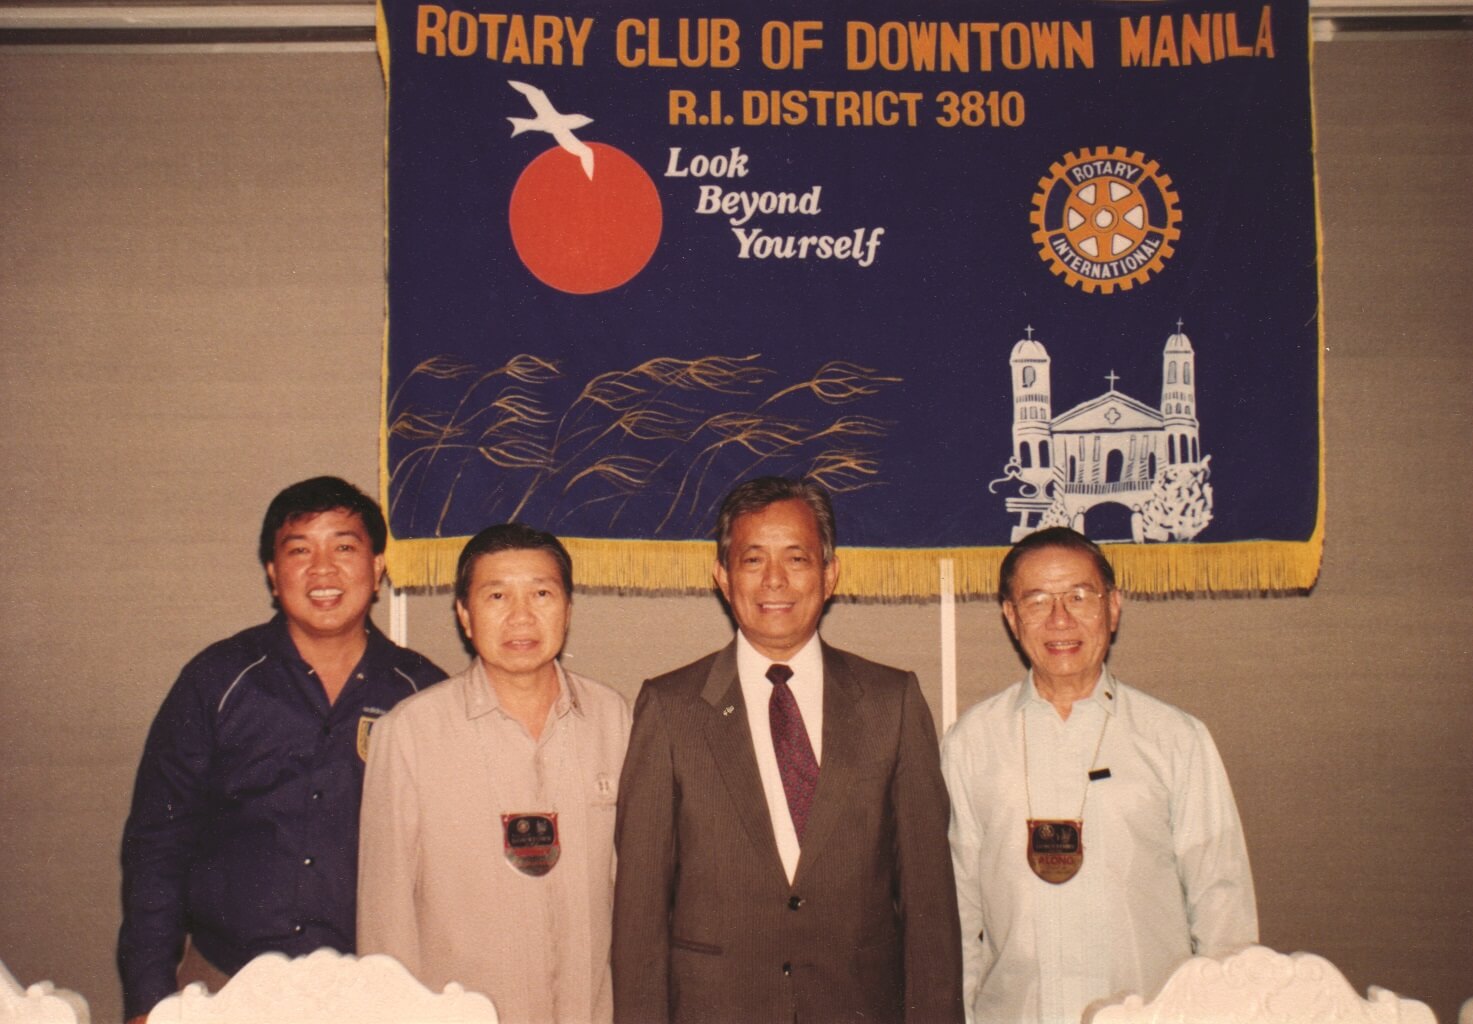 ROTARY CLUB OF DOWNTOWN MANILA
R.I. DISTRICT 3810
Look
Beyond
Yourself
ROTARY
INTERNATIONAL